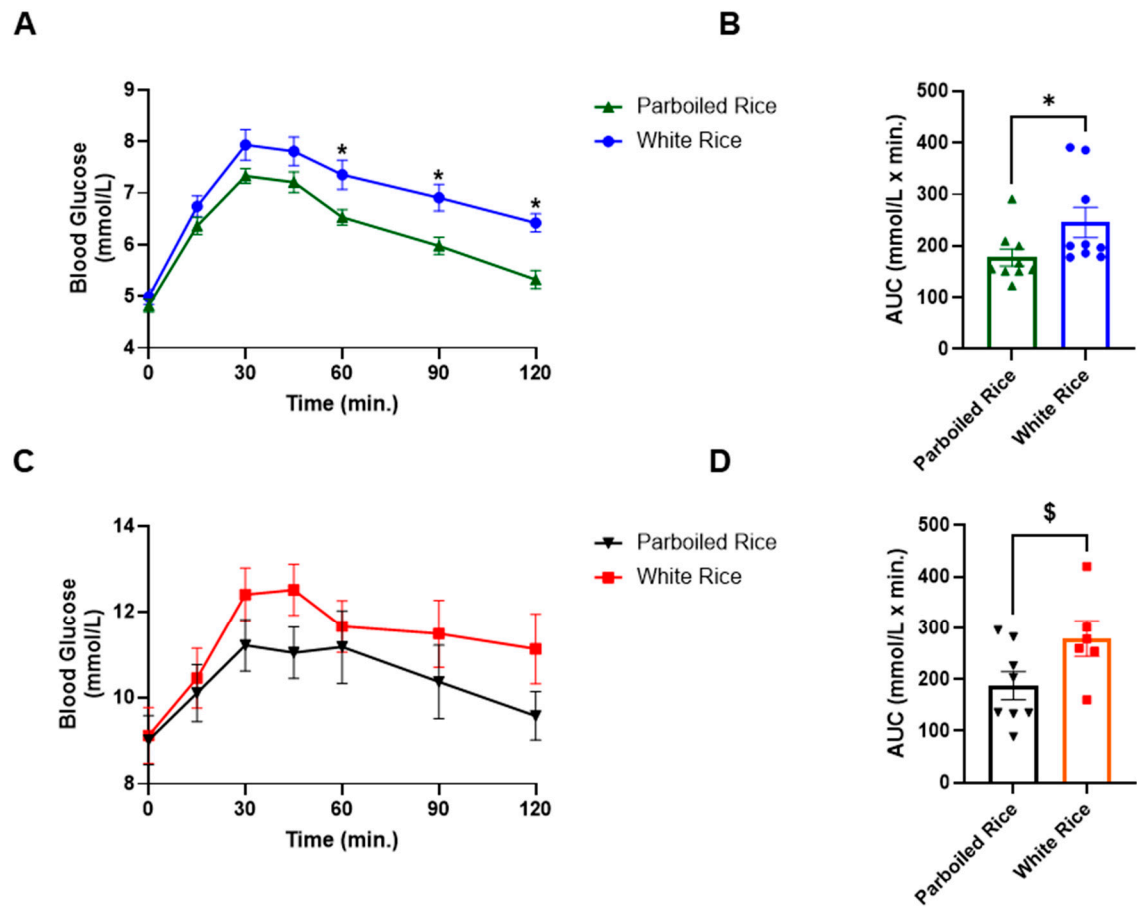 A
B
9
8
7
6
5
4
Blood Glucose
(mmol/L)
*
*
*
0
30
60
90
120
Time (min.)
Parboiled Rice
White Rice
500
400
300
200
100
0
AUC (mmol/L x min.)
*
Parboiled Rice
White Rice
C
D
14
12
10
8
Blood Glucose
(mmol/L)
0
30
60
90
120
Time (min.)
Parboiled Rice
White Rice
500
400
300
200
100
0
AUC (mmol/L x min.)
$
Parboiled Rice
White Rice